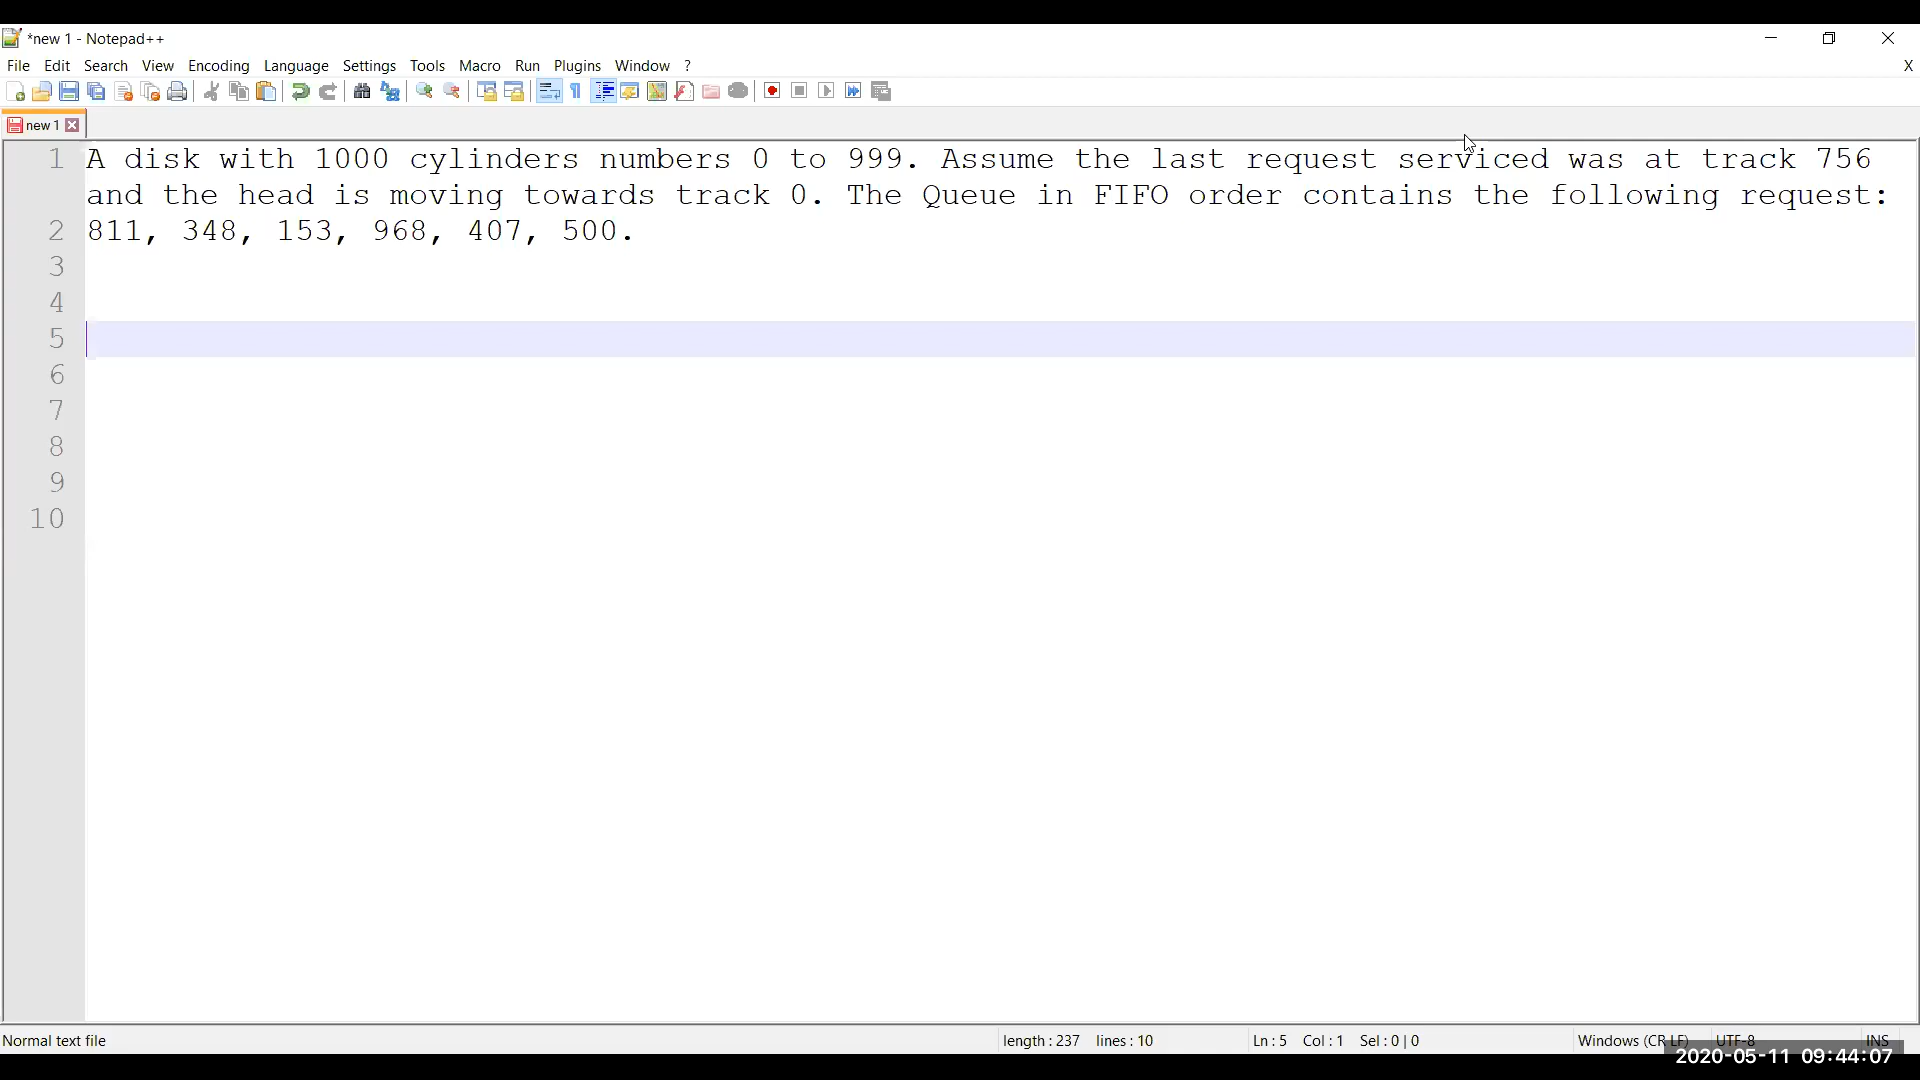 *new 1 - Notepad++
File Edit Search View Encoding Language Settings Tools Macro Run Plugins Window ? X
new 1
1 A disk with 1000 cylinders numbers 0 to 999. Assume the last request serviced was at track 756
and the head is moving towards track 0. The Queue in FIFO order contains the following request:
2 811, 348, 153, 968, 407, 500.
3
4
5
6
7
8
9
10
Normal text file length : 237 lines : 10 Ln : 5 Col : 1 Sel : 0 | 0 Windows (CR LF) UTF-8 INS
2020-05-11 09:44:07